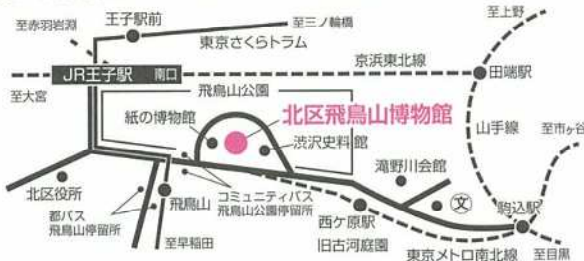 至赤羽岩淵
王子駅前
至三ノ輪橋
東京さくらトラム
至上野
JR王子駅 南口
京浜東北線
田端駅
至大宮
飛鳥山公園
紙の博物館
北区飛鳥山博物館
渋沢史料館
山手線
至市ヶ谷
滝野川会館
北区役所
都バス
飛鳥山停留所
飛鳥山
コミュニティバス
飛鳥山公園停留所
文
西ケ原駅
駒込駅
至早稲田
旧古河庭園
東京メトロ南北線
至目黒